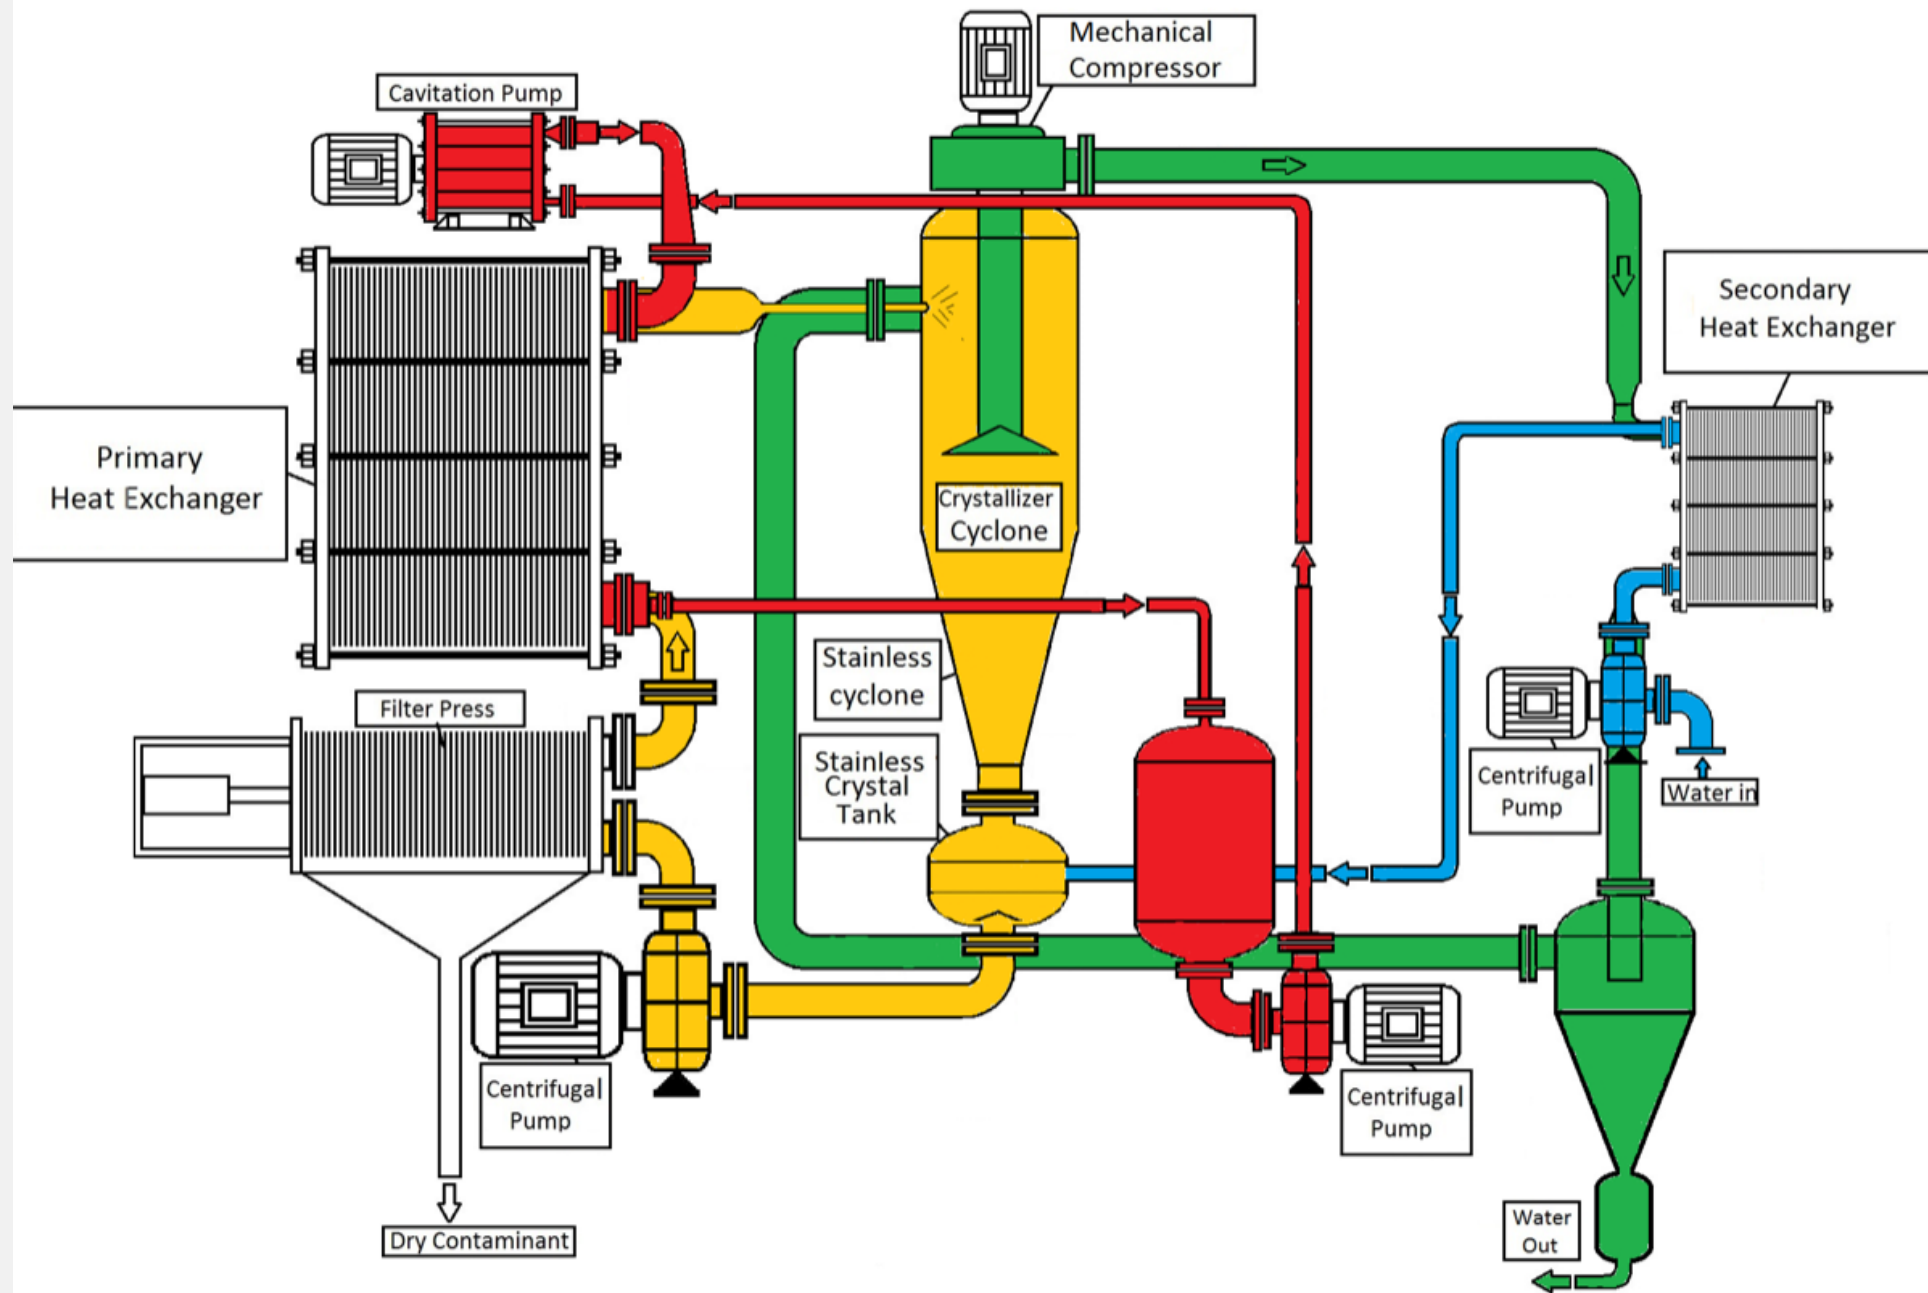 Mechanical
Compressor
Cavitation Pump
Secondary
Heat Exchanger
Primary
Heat Exchanger
Crystallizer
Cyclone
Stainless
cyclone
Filter Press
Stainless
Crystal
Tank
Centrifugal
Pump
Water in
Centrifugal
Pump
Centrifugal
Pump
Dry Contaminant
Water
Out